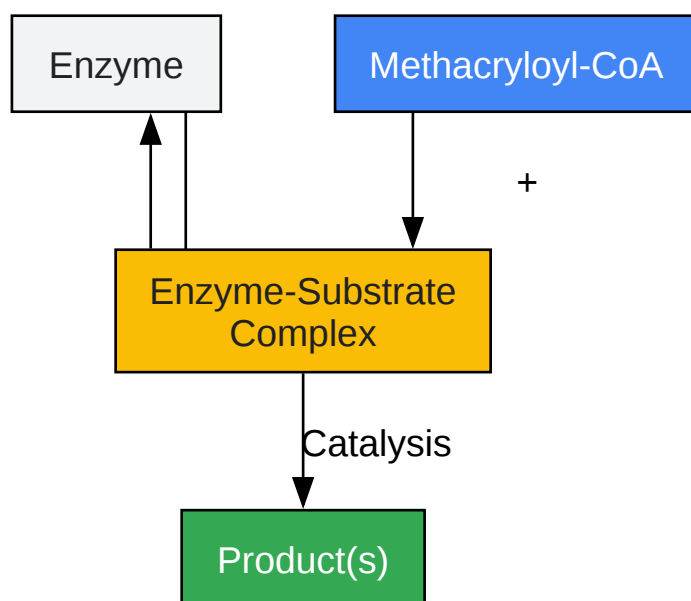 Enzyme
Methacryloyl-CoA
+
Enzyme-Substrate
Complex
Catalysis
Product(s)